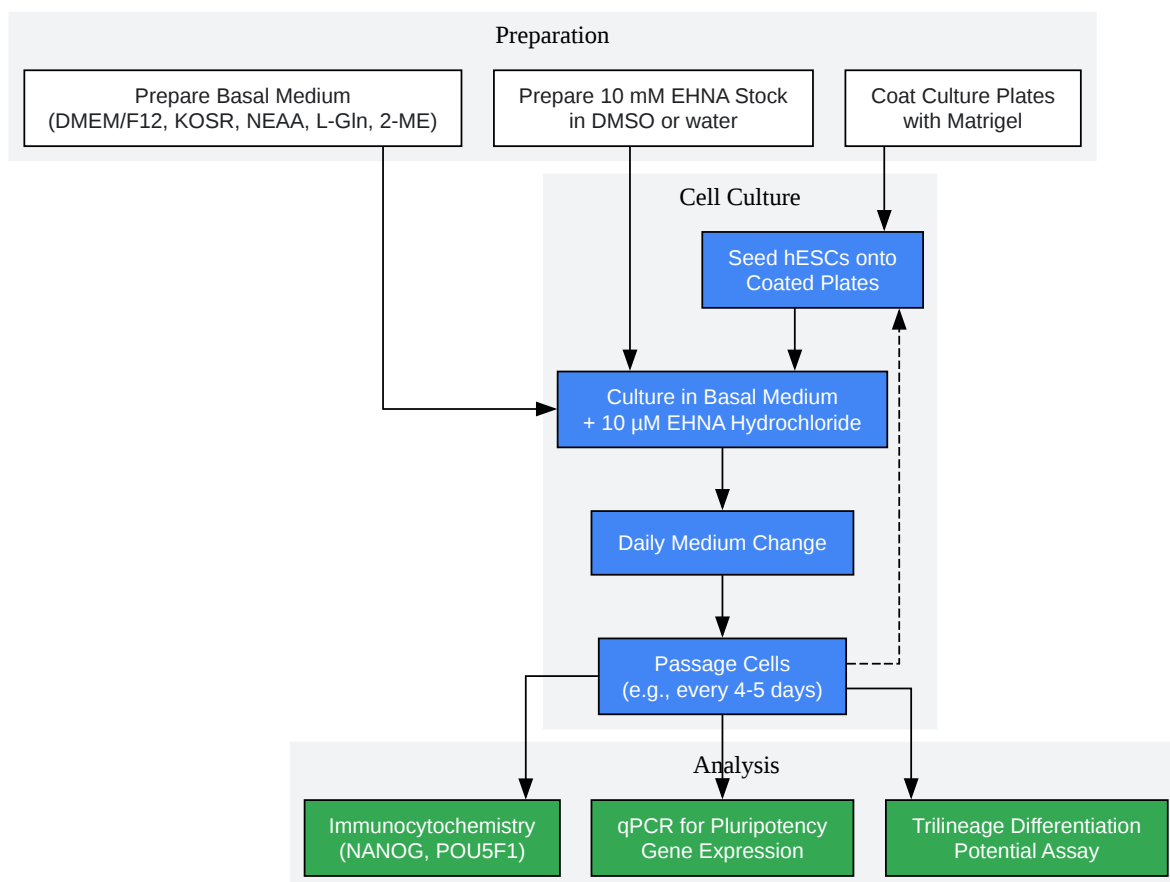 Preparation
Prepare Basal Medium
(DMEM/F12, KOSR, NEAA, L-Gln, 2-ME)
Prepare 10 mM EHNA Stock
in DMSO or water
Coat Culture Plates
with Matrigel
Cell Culture
Seed hESCs onto
Coated Plates
Culture in Basal Medium
+ 10 µM EHNA Hydrochloride
Daily Medium Change
Passage Cells
(e.g., every 4-5 days)
Analysis
Immunocytochemistry
(NANOG, POU5F1)
qPCR for Pluripotency
Gene Expression
Trilineage Differentiation
Potential Assay